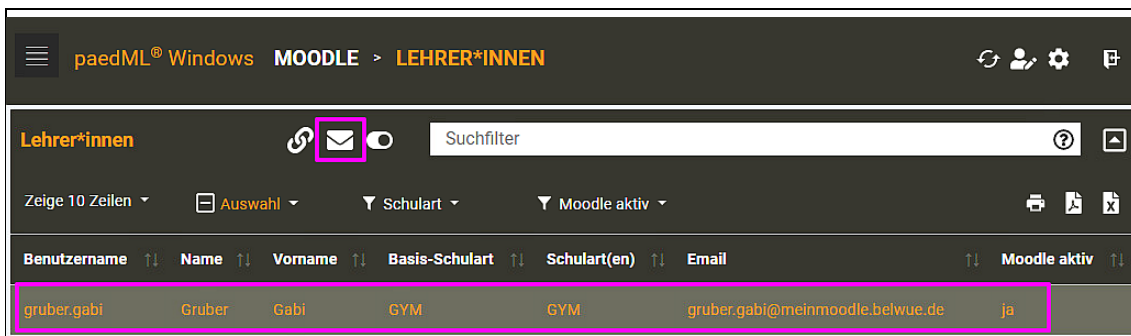 paedML® Windows MOODLE > LEHRER*INNEN
Lehrer*innen Suchfilter
Zeige 10 Zeilen Auswahl Schulart Moodle aktiv
Benutzername Name Vorname Basis-Schulart Schulart(en) Email Moodle aktiv
gruber.gabi Gruber Gabi GYM GYM gruber.gabi@meinmoodle.belwue.de ja